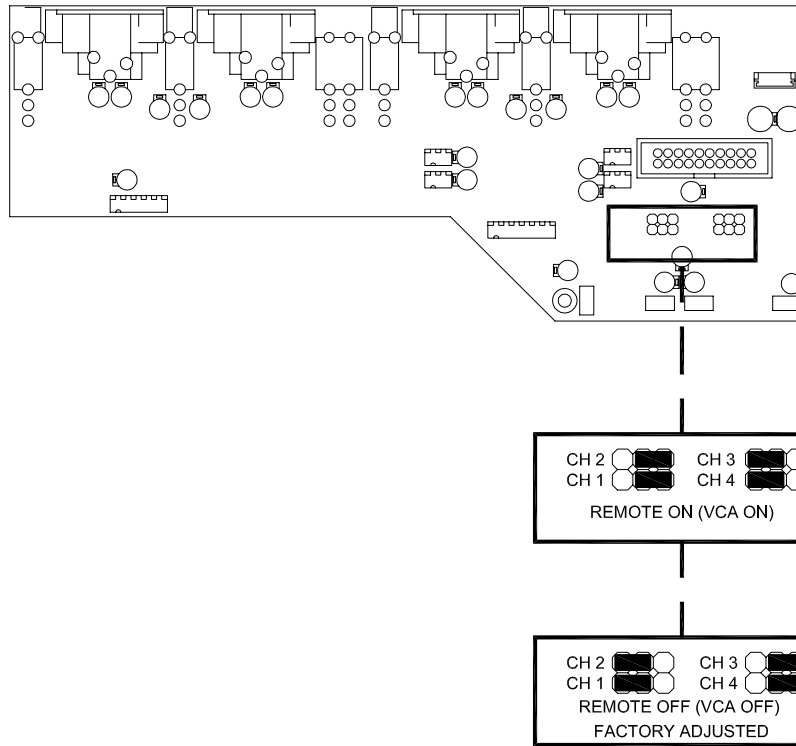 CH 2 CH 3
CH 1 CH 4
REMOTE ON (VCA ON)
CH 2 CH 3
CH 1 CH 4
REMOTE OFF (VCA OFF)
FACTORY ADJUSTED